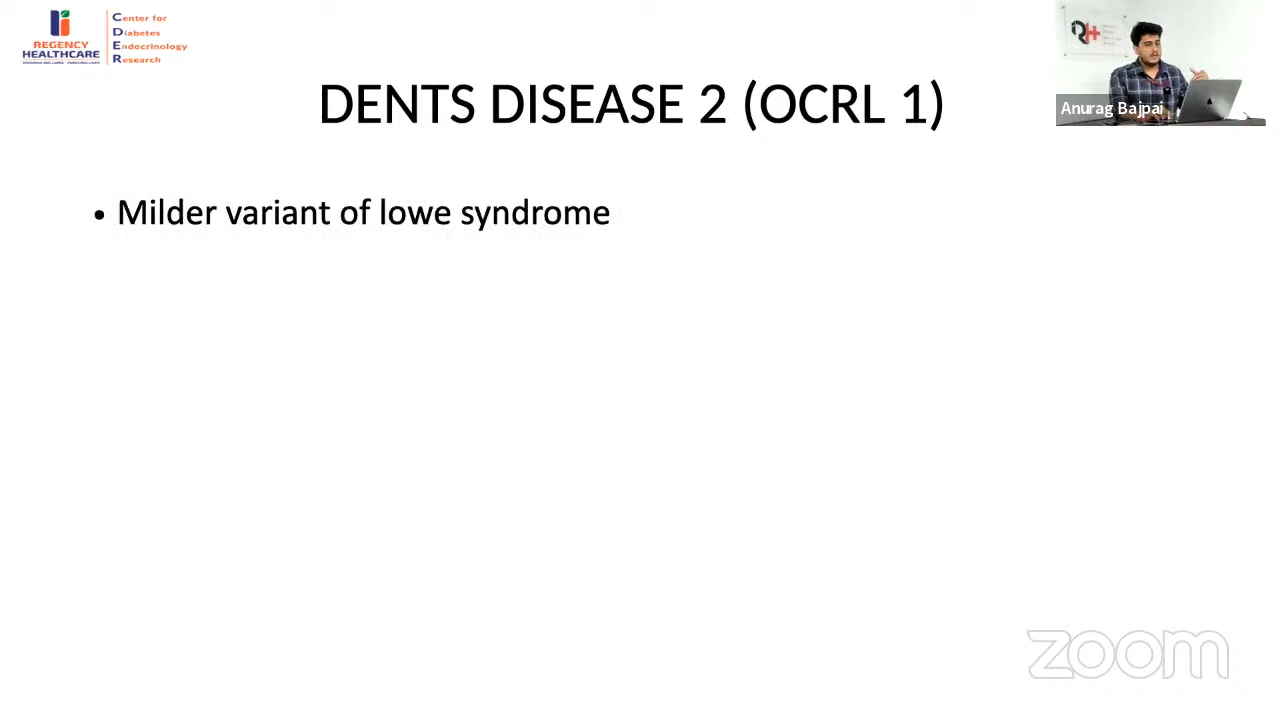 Center for
Diabetes
Endocrinology
Research
REGENCY
HEALTHCARE
DENTS DISEASE 2 (OCRL 1)
Anurag Bajpai
• Milder variant of lowe syndrome
zoom